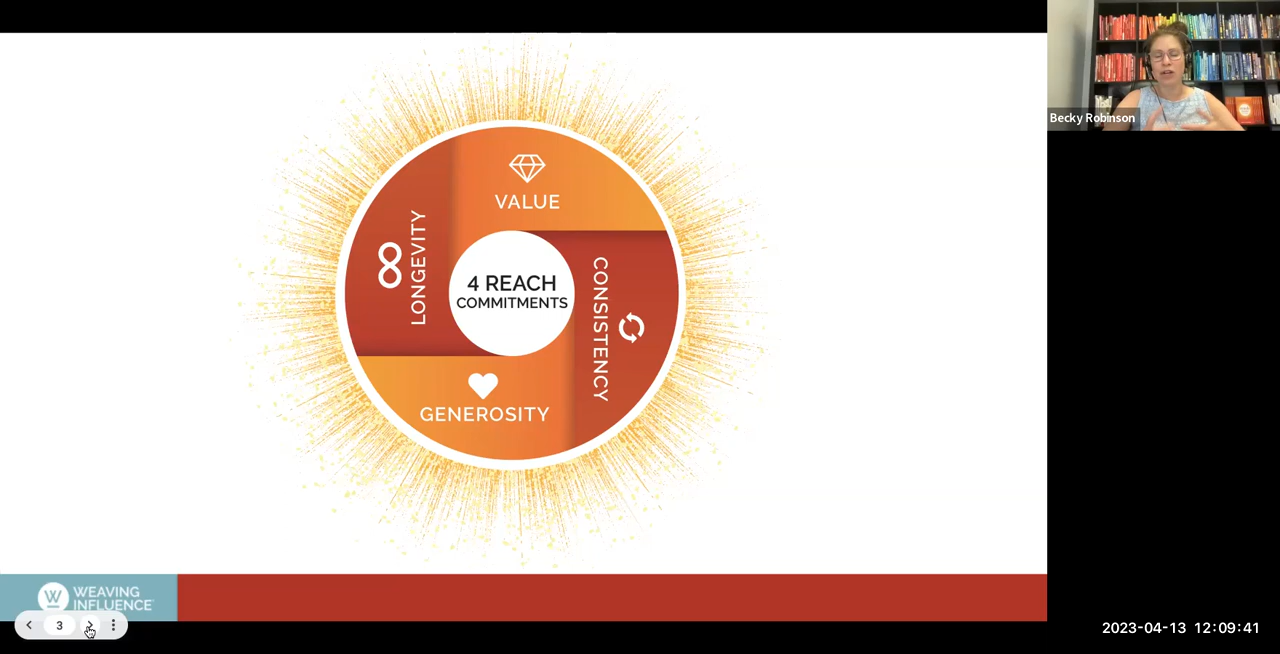 VALUE
LONGEVITY
4 REACH
COMMITMENTS
CONSISTENCY
GENEROSITY
W
WEAVING
INFLUENCE
3
Becky Robinson
2023-04-13 12:09:41